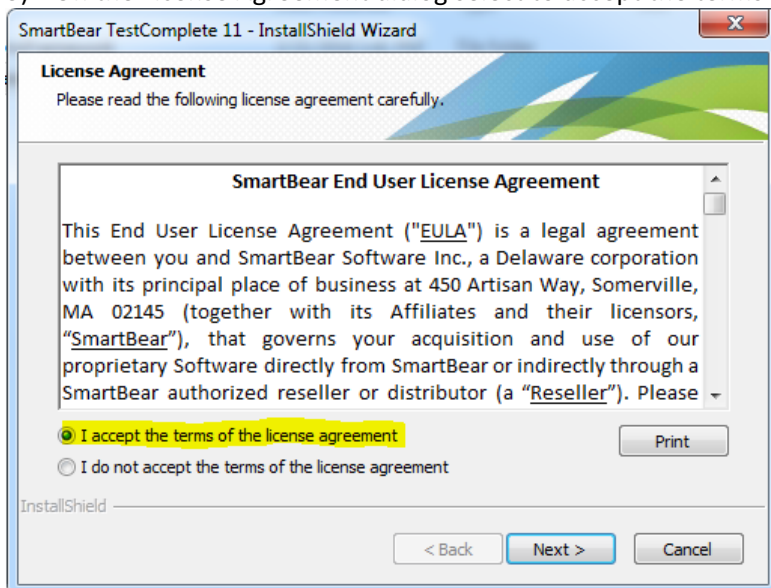 SmartBear TestComplete 11 - InstallShield Wizard
License Agreement
Please read the following license agreement carefully.
SmartBear End User License Agreement
This End User License Agreement ("EULA") is a legal agreement
between you and SmartBear Software Inc., a Delaware corporation
with its principal place of business at 450 Artisan Way, Somerville,
MA 02145 (together with its Affiliates and their licensors,
“SmartBear”), that governs your acquisition and use of our
proprietary Software directly from SmartBear or indirectly through a
SmartBear authorized reseller or distributor (a “Reseller”). Please
I accept the terms of the license agreement
Print
I do not accept the terms of the license agreement
InstallShield
< Back
Next >
Cancel